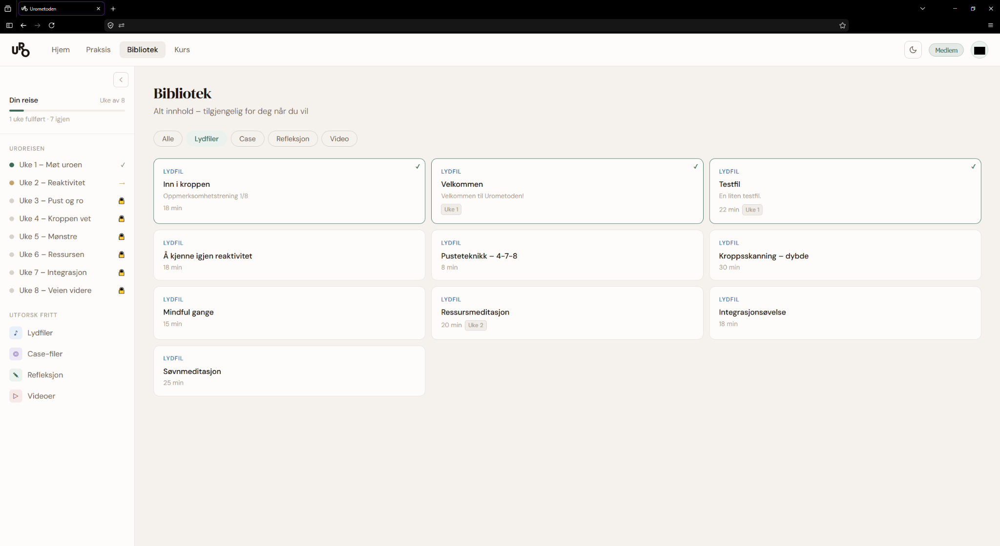 URO Urometoden
URO
Hjem
Praksis
Bibliotek
Kurs
Medlem
Din reise
Uke av 8
1 uke fullført · 7 igjen
UROREISEN
Uke 1 – Møt uroen
Uke 2 – Reaktivitet
Uke 3 – Pust og ro
Uke 4 – Kroppen vet
Uke 5 – Mønstre
Uke 6 – Ressursen
Uke 7 – Integrasjon
Uke 8 – Veien videre
UTFORSK FRITT
Lydfiler
Case-filer
Refleksjon
Videoer
Bibliotek
Alt innhold – tilgjengelig for deg når du vil
Alle
Lydfiler
Case
Refleksjon
Video
LYDFIL
Inn i kroppen
Oppmerksomhetstrening 1/8
18 min
LYDFIL
Velkommen
Velkommen til Urometoden!
Uke 1
LYDFIL
Testfil
En liten testfil.
22 min Uke 1
LYDFIL
Å kjenne igjen reaktivitet
18 min
LYDFIL
Pusteteknikk – 4-7-8
8 min
LYDFIL
Kroppsskanning – dybde
30 min
LYDFIL
Mindful gange
15 min
LYDFIL
Ressursmeditasjon
20 min Uke 2
LYDFIL
Integrasjonsøvelse
18 min
LYDFIL
Søvnmeditasjon
25 min